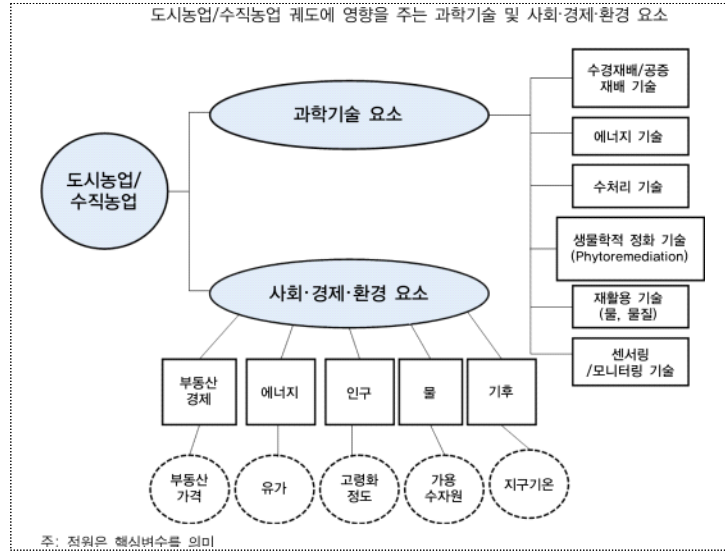 도시농업/수직농업 궤도에 영향을 주는 과학기술 및 사회·경제·환경 요소
수경재배/공중
재배 기술
과학기술 요소
에너지 기술
도시농업/
수직농업
수처리 기술
생물학적 정화 기술
(Phytoremediation)
사회·경제·환경 요소
재활용 기술
(물, 물질)
센서링
/모니터링 기술
부동산
경제
에너지
인구
물
기후
부동산
가격
유가
고령화
정도
가용
수자원
지구기온
주: 점원은 핵심변수를 의미